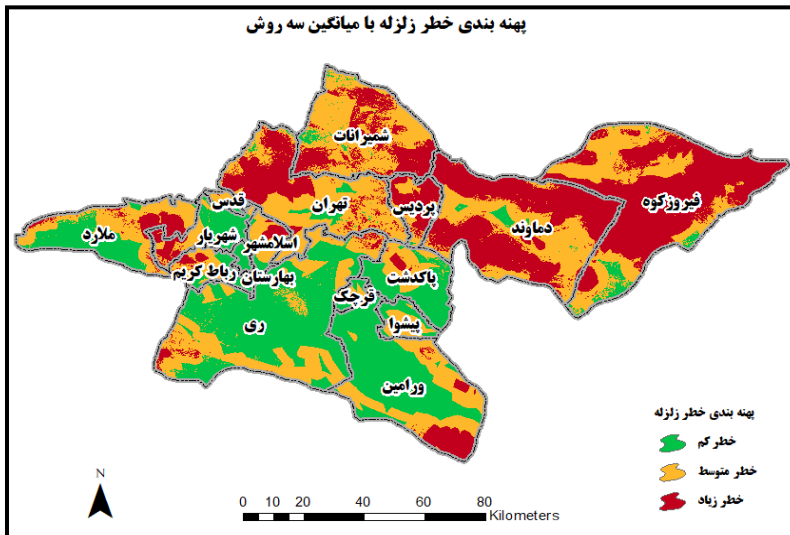 پهنه بندی خطر زلزله با میانگین سه روش
شمیرانات
فیروزکوه
قدس
تهران
پردیس
دماوند
ملارد
شهریار
اسلامشهر
رباط کریم
بهارستان
پاکدشت
قرچک
پیشوا
ری
ورامین
پهنه بندی خطر زلزله
خطر کم
خطر متوسط
خطر زیاد
N
0 10 20 40 60 80
Kilometers